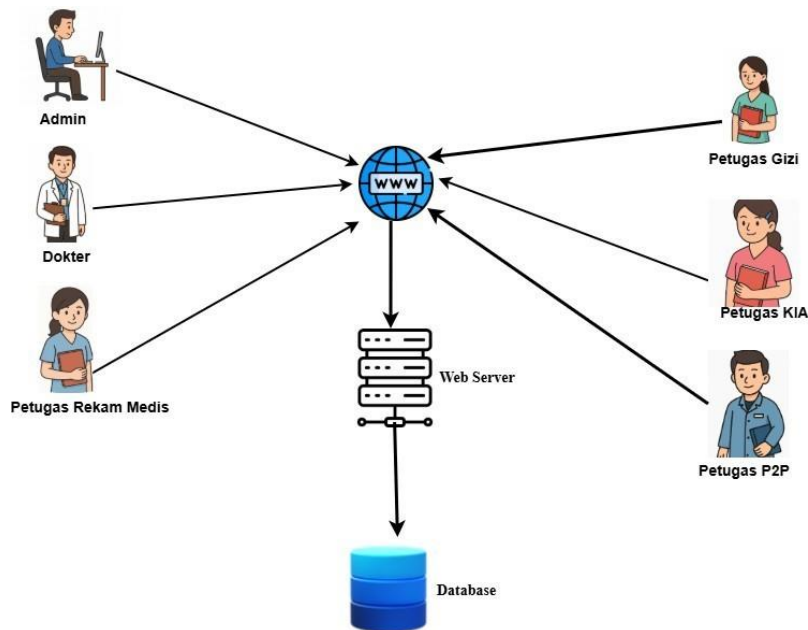 Admin
Dokter
Petugas Rekam Medis
WWW
Web Server
Database
Petugas Gizi
Petugas KIA
Petugas P2P